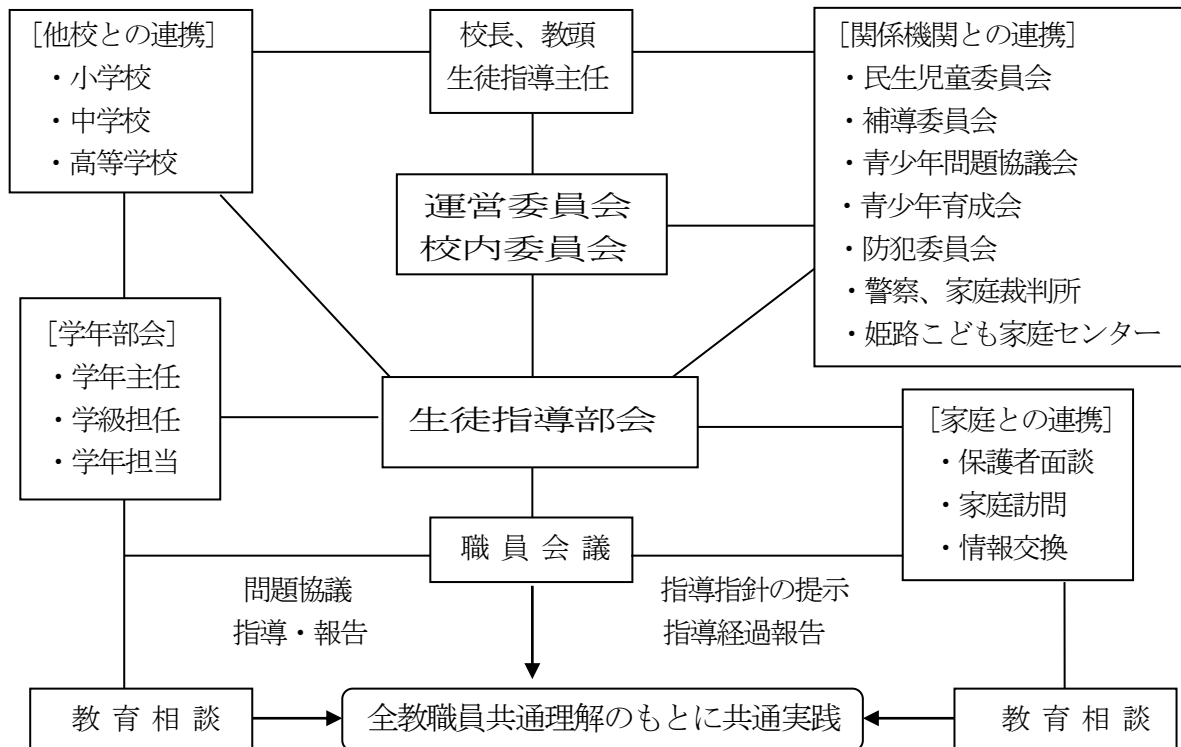 ［他校との連携］
・小学校
・中学校
・高等学校
校長、教頭
生徒指導主任
［関係機関との連携］
・民生児童委員会
・補導委員会
・青少年問題協議会
・青少年育成会
・防犯委員会
・警察、家庭裁判所
・姫路こども家庭センター
運営委員会
校内委員会
［学年部会］
・学年主任
・学級担任
・学年担当
生徒指導部会
［家庭との連携］
・保護者面談
・家庭訪問
・情報交換
職 員 会 議
問題協議
指導・報告
指導指針の提示
指導経過報告
教 育 相 談
全教職員共通理解のもとに共通実践
教 育 相 談